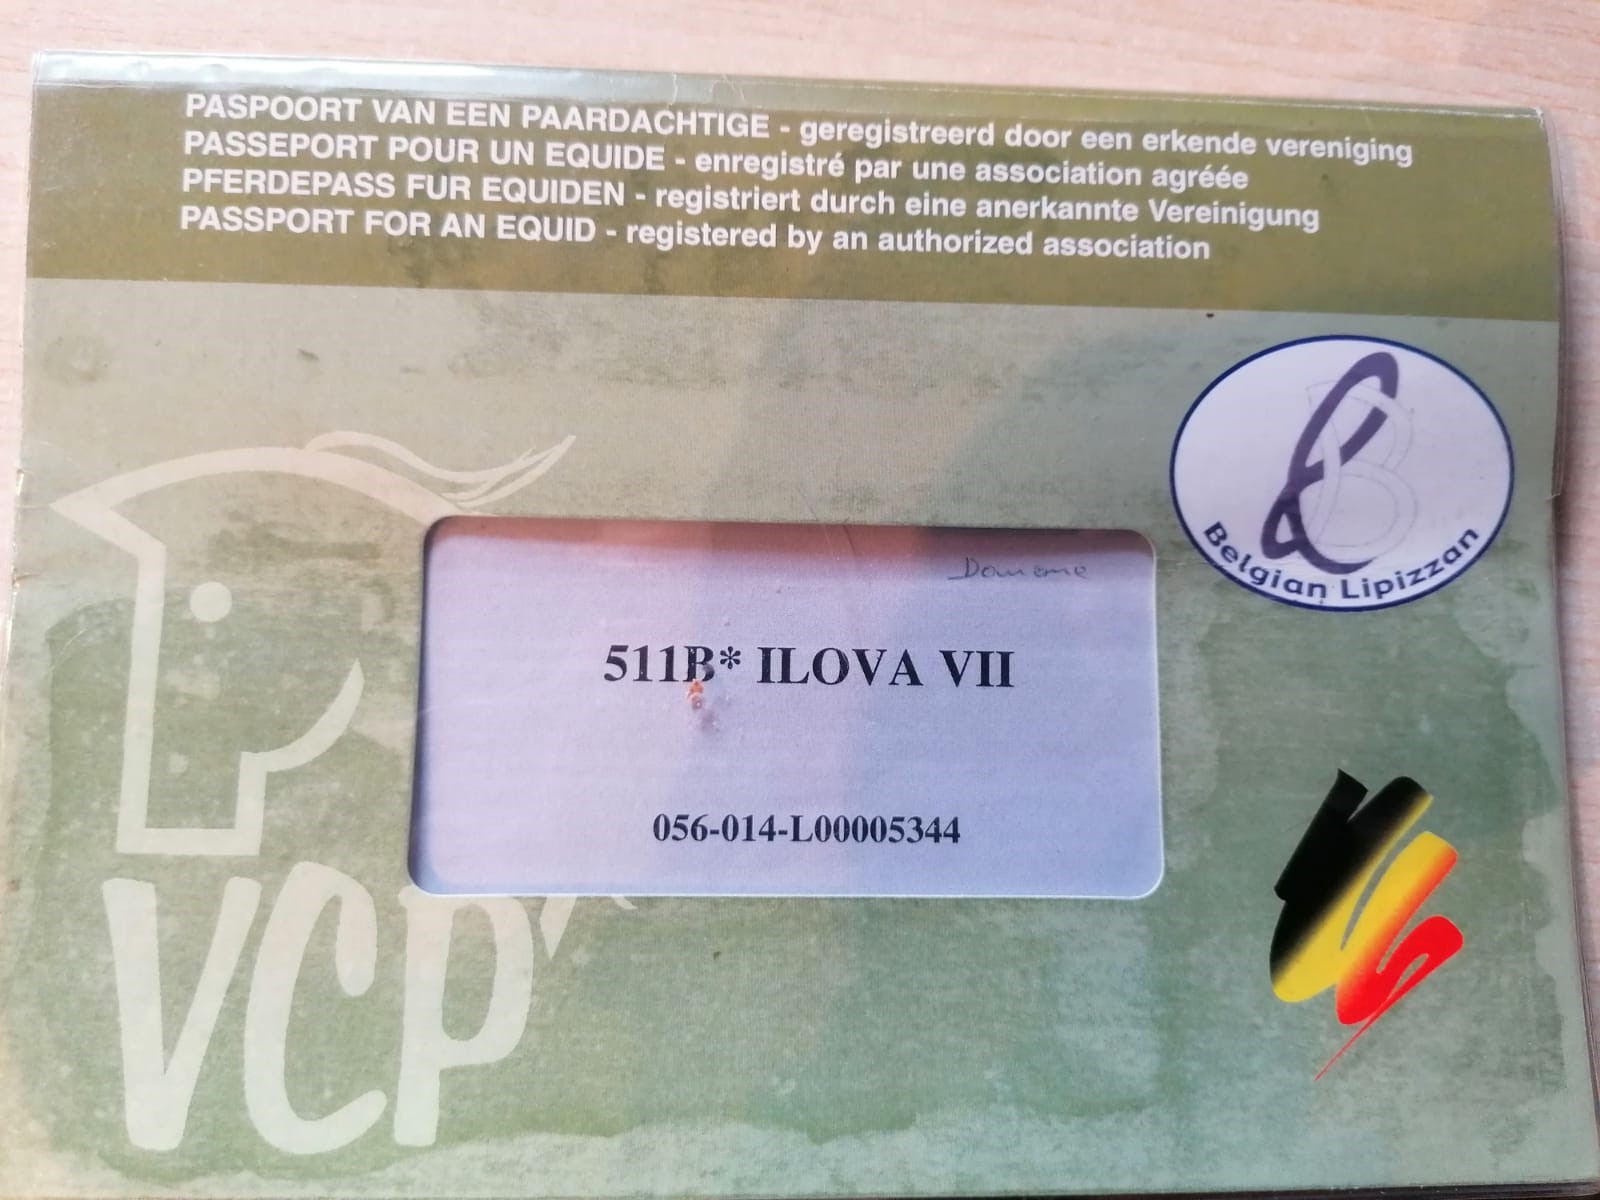 PASPOORT VAN EEN PAARDACHTIGE - geregistreerd door een erkende vereniging
PASSEPORT POUR UN EQUIDE - enregistré par une association agréée
PFERDEPASS FUR EQUIDEN - registriert durch eine anerkannte Vereinigung
PASSPORT FOR AN EQUID - registered by an authorized association
Belgian Lipizzan
511B* ILOVA VII
056-014-L00005344
VCP